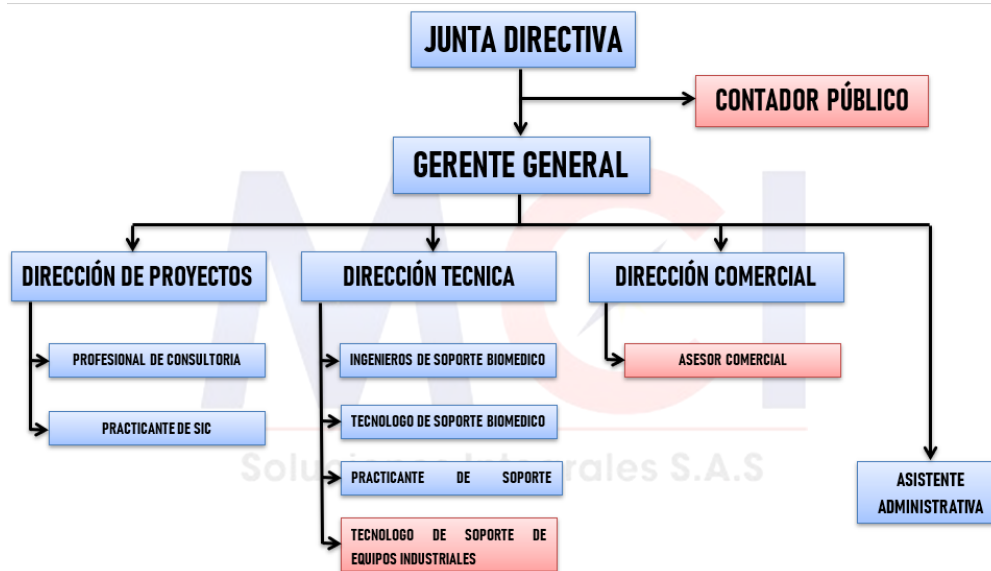 JUNTA DIRECTIVA
CONTADOR PÚBLICO
GERENTE GENERAL
DIRECCIÓN DE PROYECTOS
DIRECCIÓN TECNICA
DIRECCIÓN COMERCIAL
PROFESIONAL DE CONSULTORIA
INGENIEROS DE SOPORTE BIOMEDICO
ASESOR COMERCIAL
PRACTICANTE DE SIC
TECNOLOGO DE SOPORTE BIOMEDICO
PRACTICANTE DE SOPORTE
TECNOLOGO DE SOPORTE DE
EQUIPOS INDUSTRIALES
ASISTENTE
ADMINISTRATIVA
MCI
S.A.S